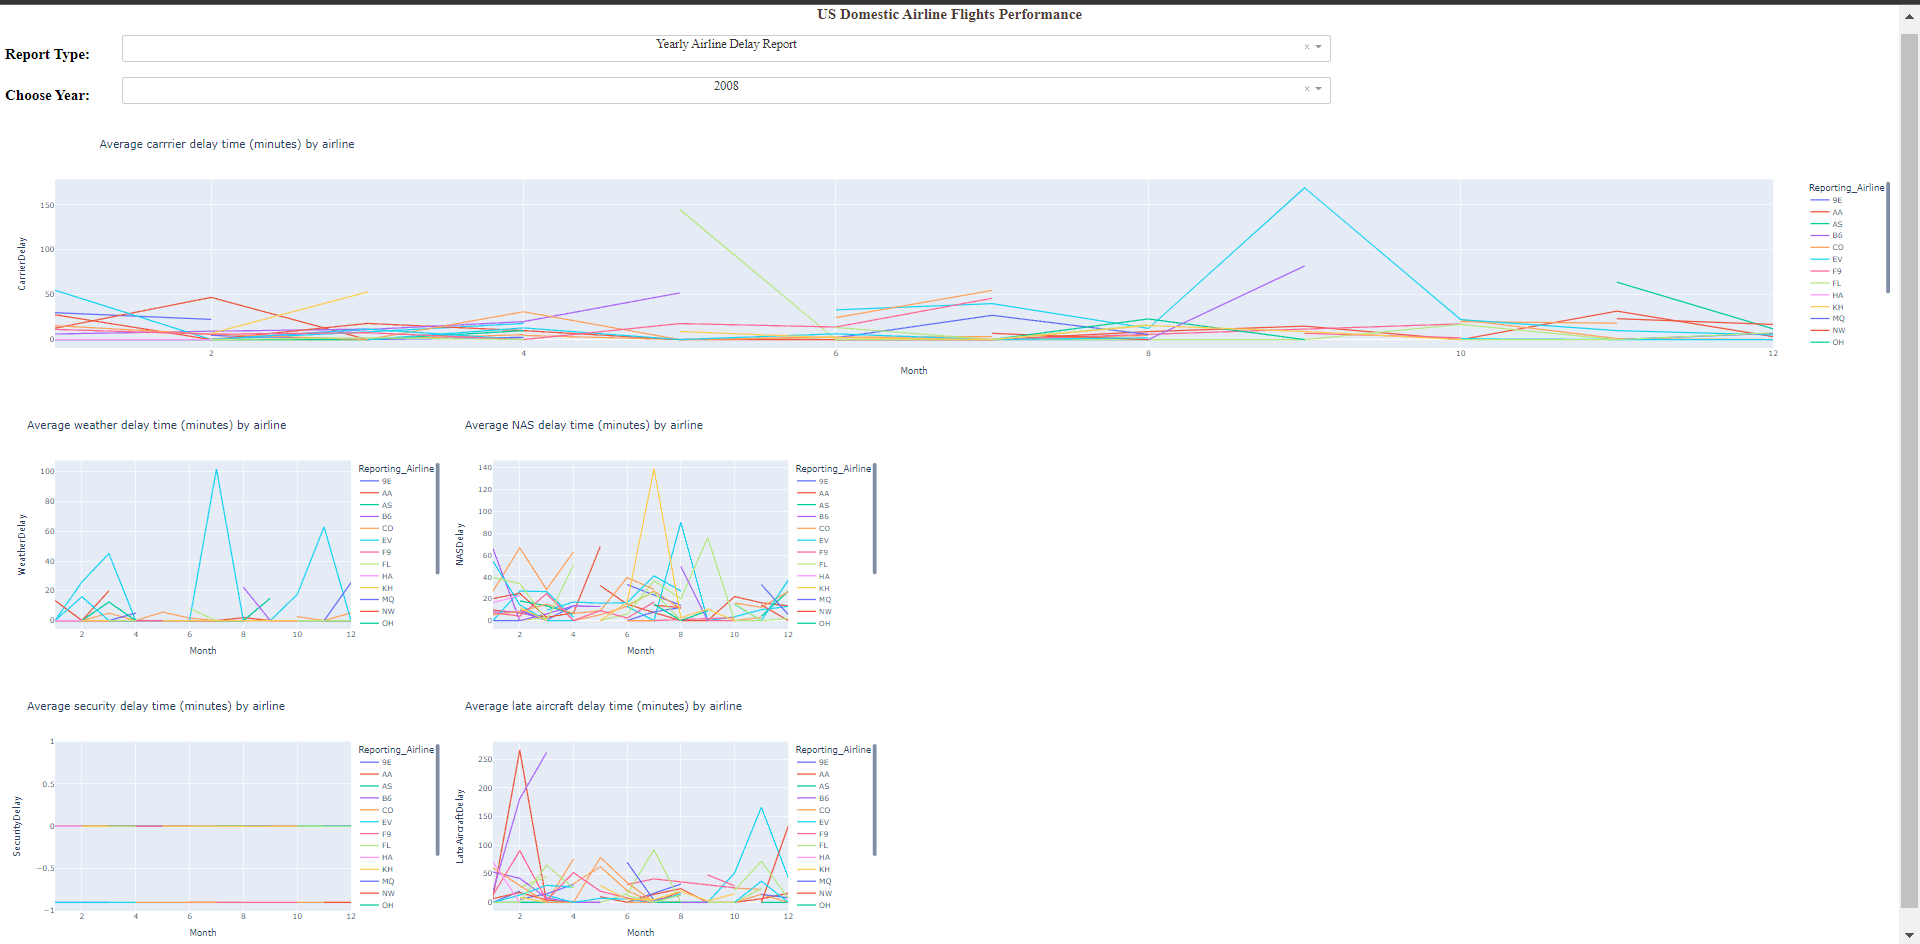 US Domestic Airline Flights Performance
Report Type:
Yearly Airline Delay Report
×
Choose Year:
2008
×
Average carrrier delay time (minutes) by airline
CarrierDelay
150
100
50
0
2
4
6
8
10
12
Month
Reporting_Airline
9E
AA
AS
B6
CO
EV
F9
FL
HA
KH
MQ
NW
OH
Average weather delay time (minutes) by airline
WeatherDelay
100
80
60
40
20
0
2
4
6
8
10
12
Month
Reporting_Airline
9E
AA
AS
B6
CO
EV
F9
FL
HA
KH
MQ
NW
OH
Average NAS delay time (minutes) by airline
NASDelay
140
120
100
80
60
40
20
0
2
4
6
8
10
12
Month
Reporting_Airline
9E
AA
AS
B6
CO
EV
F9
FL
HA
KH
MQ
NW
OH
Average security delay time (minutes) by airline
SecurityDelay
1
0.5
0
−0.5
−1
2
4
6
8
10
12
Month
Reporting_Airline
9E
AA
AS
B6
CO
EV
F9
FL
HA
KH
MQ
NW
OH
Average late aircraft delay time (minutes) by airline
LateAircraftDelay
250
200
150
100
50
0
2
4
6
8
10
12
Month
Reporting_Airline
9E
AA
AS
B6
CO
EV
F9
FL
HA
KH
MQ
NW
OH